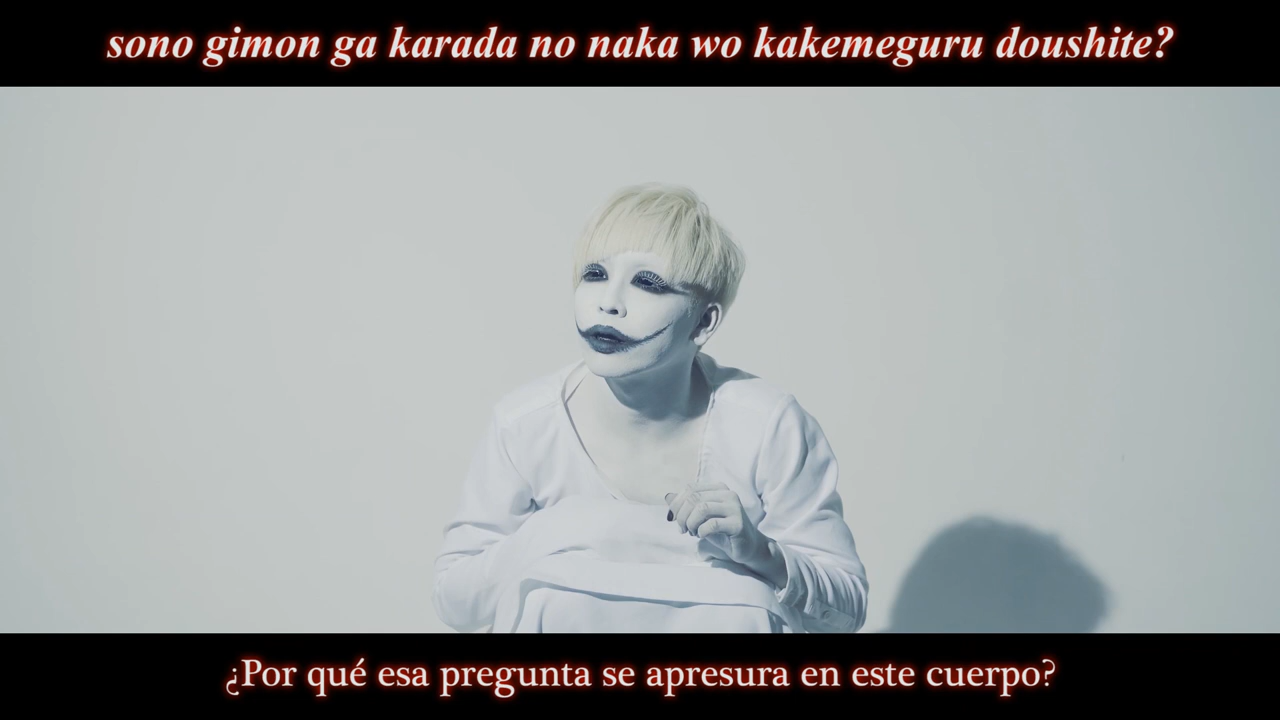 sono gimon ga karada no naka wo kakemeguru doushite?
¿Por qué esa pregunta se apresura en este cuerpo?